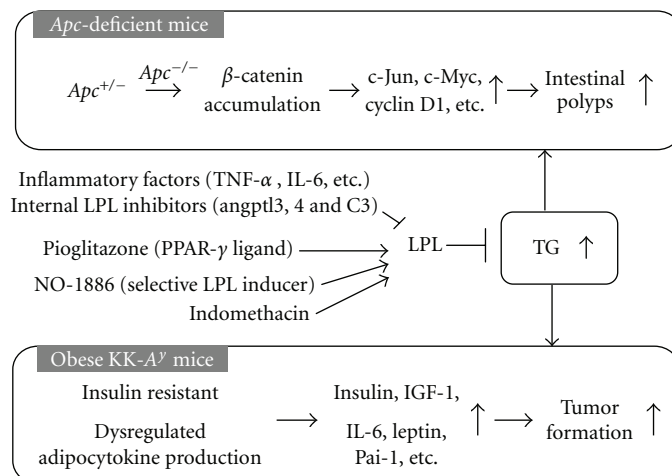 Apc-deficient mice
Apc+/− Apc−/− β-catenin accumulation c-Jun, c-Myc, cyclin D1, etc. Intestinal polyps
Inflammatory factors (TNF-α , IL-6, etc.)
Internal LPL inhibitors (angptl3, 4 and C3)
Pioglitazone (PPAR-γ ligand)
LPL
TG
NO-1886 (selective LPL inducer)
Indomethacin
Obese KK-Aʸ mice
Insulin resistant
Dysregulated
adipocytokine production
Insulin, IGF-1,
IL-6, leptin,
Pai-1, etc.
Tumor
formation